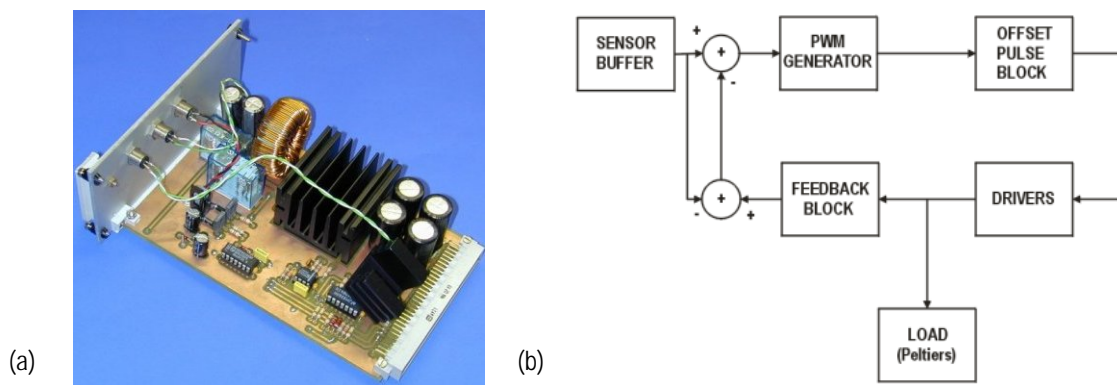 (a)
(b)
SENSOR
BUFFER
+
+
-
PWM
GENERATOR
OFFSET
PULSE
BLOCK
-
+
+
FEEDBACK
BLOCK
DRIVERS
LOAD
(Peltiers)